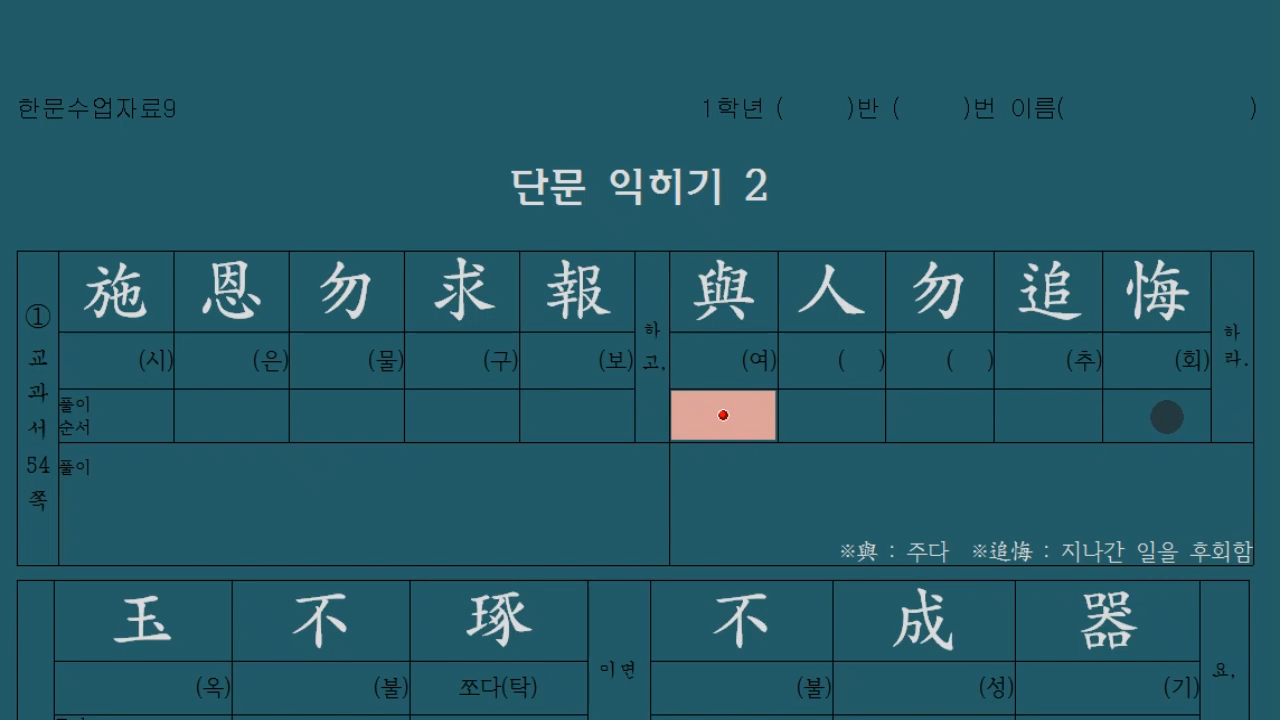 한문수업자료9 1학년 ( )반 ( )번 이름( )
단문 익히기 2
① 교과서 54쪽
施 恩 勿 求 報 하고, 與 人 勿 追 悔 하라.
(시) (은) (물) (구) (보) (여) ( ) ( ) (추) (회)
풀이순서
풀이
※與 : 주다 ※追悔 : 지나간 일을 후회함
玉 不 琢 이면 不 成 器 요,
(옥) (불) 쪼다(탁) (불) (성) (기)